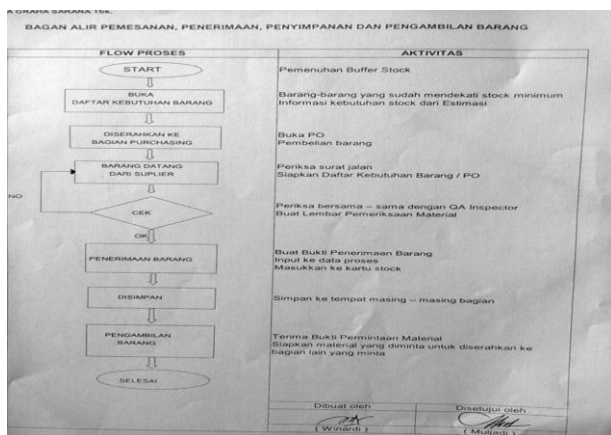 A GRAHA SARANA Tbk.
BAGAN ALIR PEMESANAN, PENERIMAAN, PENYIMPANAN DAN PENGAMBILAN BARANG
FLOW PROSES
AKTIVITAS
START
Pemenuhan Buffer Stock
BUKA
DAFTAR KEBUTUHAN BARANG
Barang-barang yang sudah mendekati stock minimum
Informasi kebutuhan stock dari Estimasi
DISERAHKAN KE
BAGIAN PURCHASING
Buka PO
Pembelian barang
BARANG DATANG
DARI SUPLIER
Periksa surat jalan
Siapkan Daftar Kebutuhan Barang / PO
NO
CEK
Periksa bersama – sama dengan QA Inspector
Buat Lembar Pemeriksaan Material
OK
PENERIMAAN BARANG
Buat Bukti Penerimaan Barang
Input ke data proses
Masukkan ke kartu stock
DISIMPAN
Simpan ke tempat masing – masing bagian
PENGAMBILAN
BARANG
Terima Bukti Permintaan Material
Siapkan material yang diminta untuk diserahkan ke
bagian lain yang minta
SELESAI
Dibuat oleh
Disetujui oleh
( Winardi )
( Muljadi )